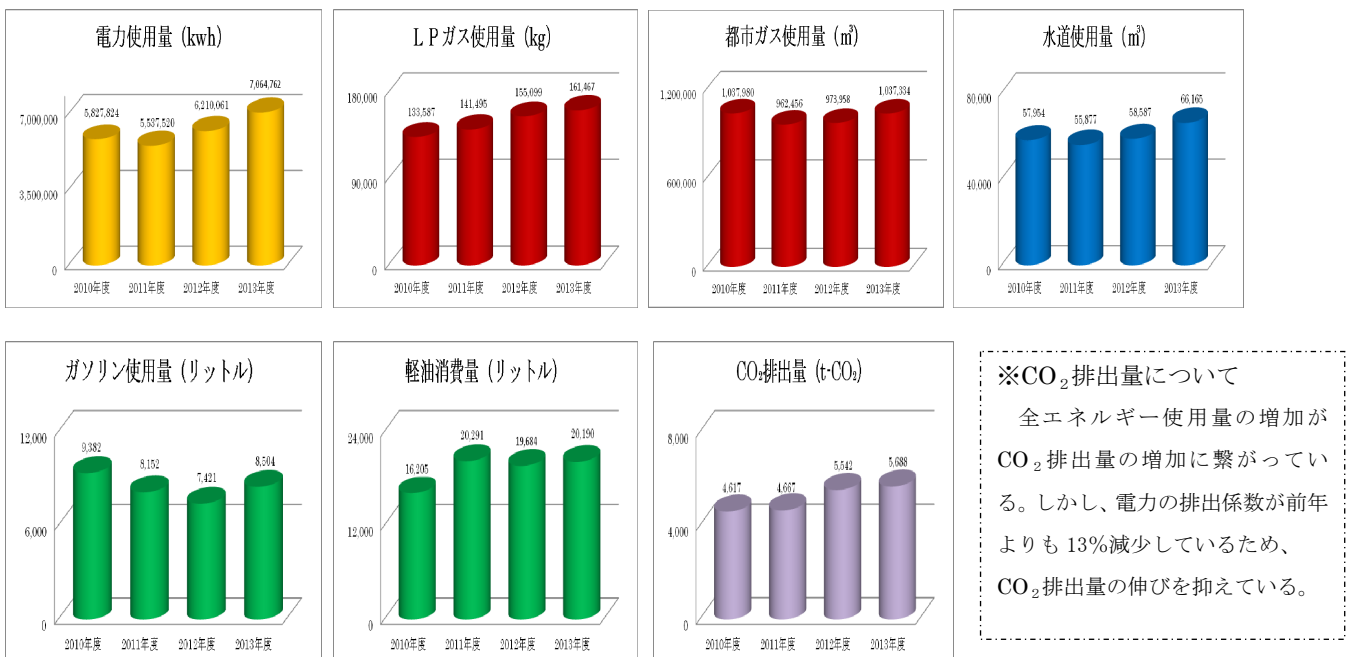 電力使用量 (kwh)
7,064,762
6,210,061
5,827,824
5,537,520
7,000,000
3,500,000
0
2010年度 2011年度 2012年度 2013年度
ＬＰガス使用量 (kg)
161,467
155,099
141,495
133,587
180,000
90,000
0
2010年度 2011年度 2012年度 2013年度
都市ガス使用量 (㎥)
1,037,980 962,456 973,958 1,037,334
1,200,000
600,000
0
2010年度 2011年度 2012年度 2013年度
水道使用量 (㎥)
66,165
57,954 55,877 58,587
80,000
40,000
0
2010年度 2011年度 2012年度 2013年度
ガソリン使用量 (リットル)
9,382 8,152 7,421 8,504
12,000
6,000
0
2010年度 2011年度 2012年度 2013年度
軽油消費量 (リットル)
16,205 20,291 19,684 20,190
24,000
12,000
0
2010年度 2011年度 2012年度 2013年度
CO₂排出量 (t-CO₂)
4,617 4,667 5,542 5,688
8,000
4,000
0
2010年度 2011年度 2012年度 2013年度
※CO₂排出量について
全エネルギー使用量の増加が
CO₂排出量の増加に繋がってい
る。しかし、電力の排出係数が前年
よりも 13%減少しているため、
CO₂排出量の伸びを抑えている。